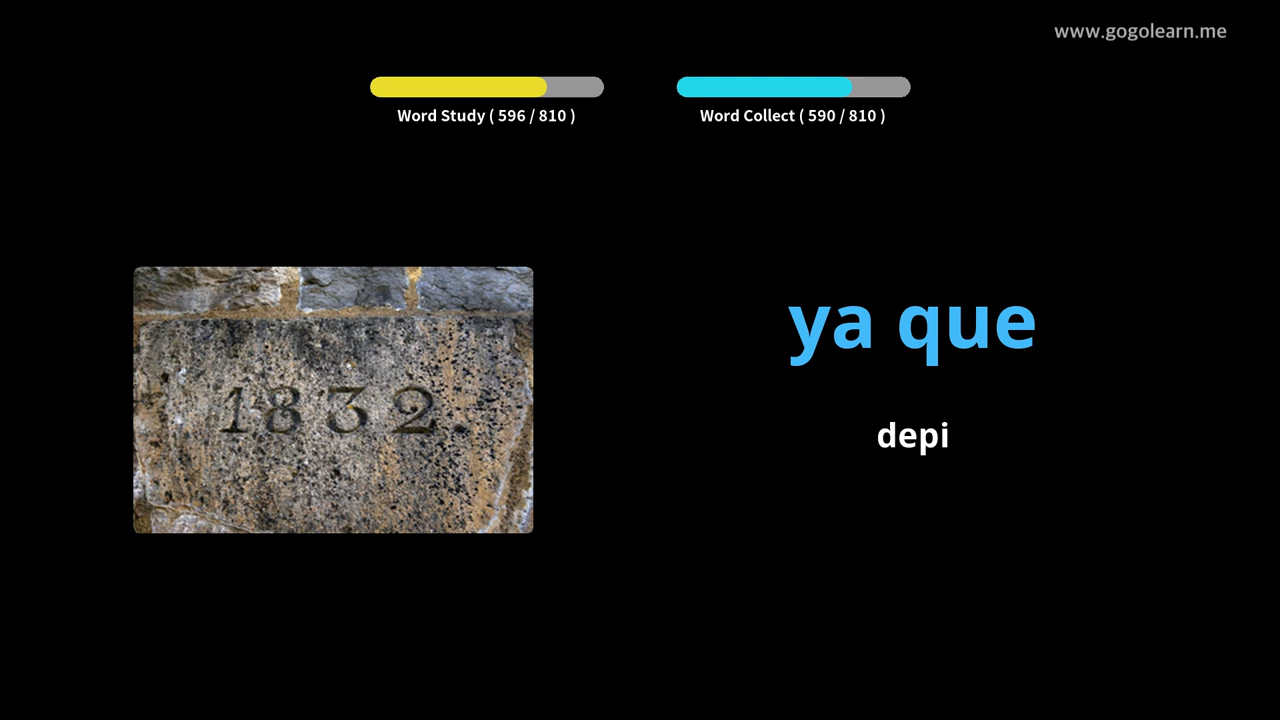 www.gogolearn.me
Word Study ( 596 / 810 )
Word Collect ( 590 / 810 )
1832.
ya que
depi